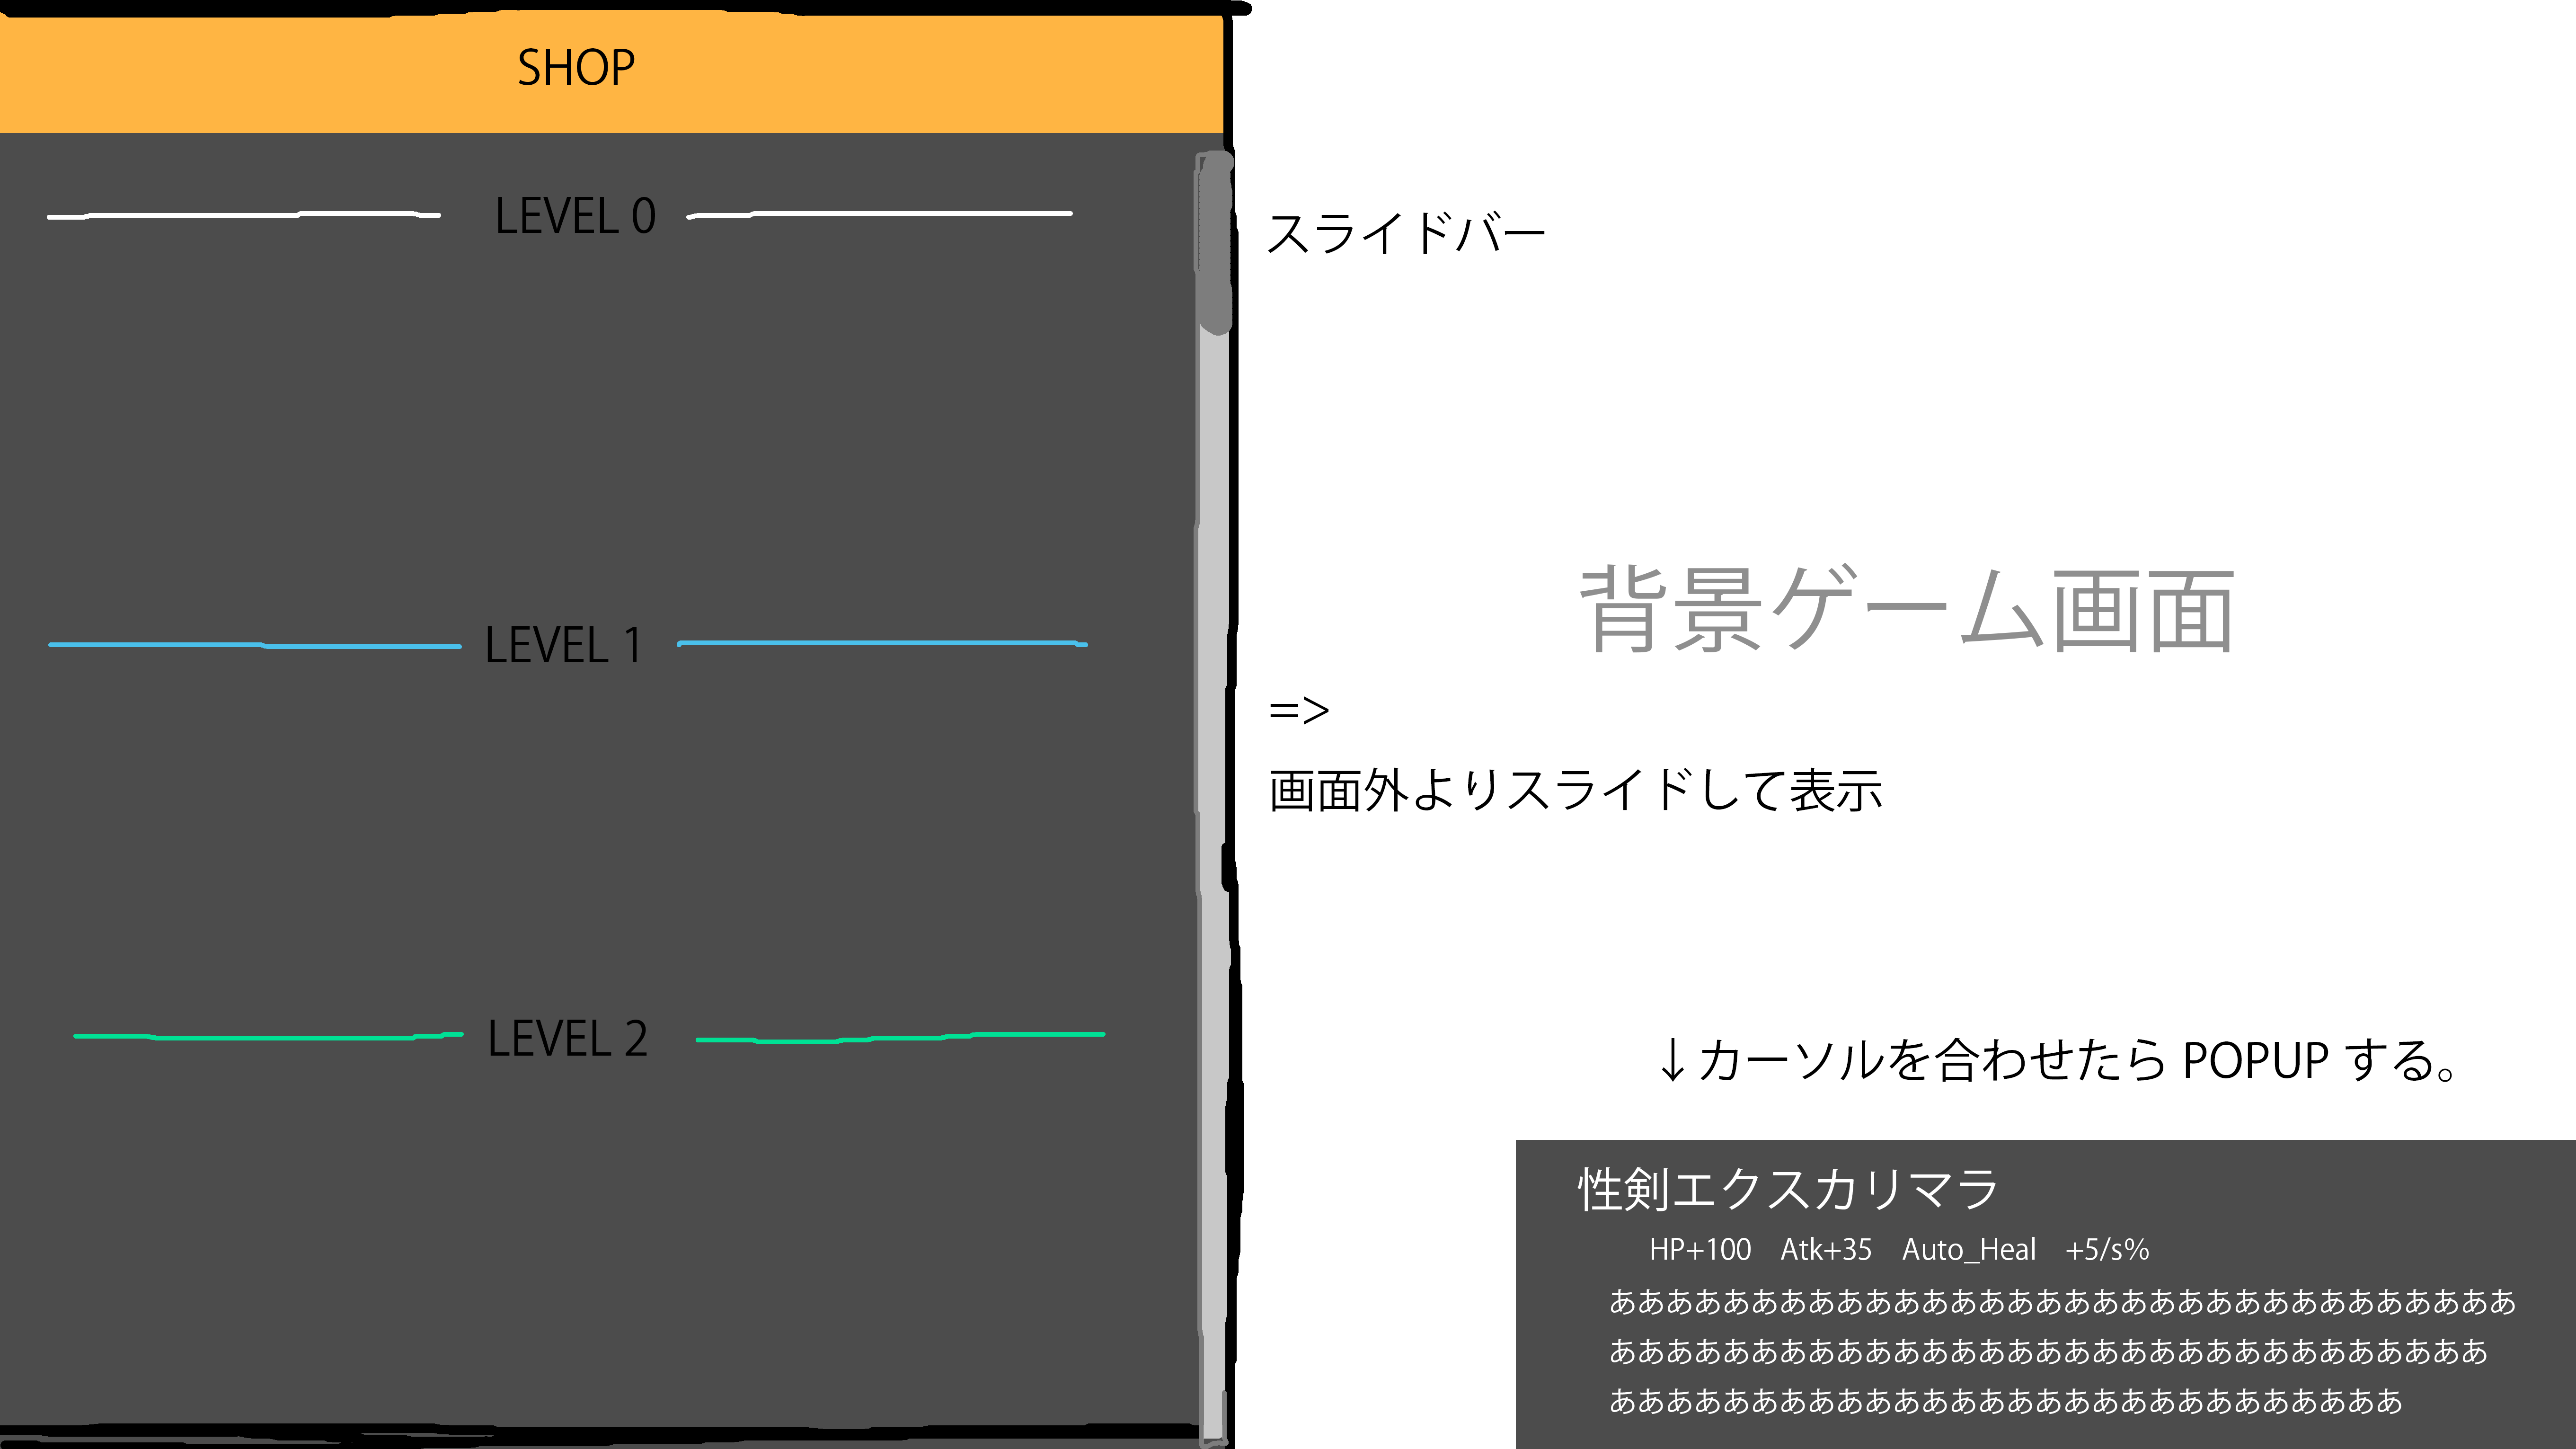 SHOP
LEVEL 0
スライドバー
背景ゲーム画面
LEVEL 1
=>
画面外よりスライドして表示
LEVEL 2
↓カーソルを合わせたら POPUP する。
性剣エクスカリマラ
HP+100 Atk+35 Auto_Heal +5/s%
ああああああああああああああああああああああああああああああああ
あああああああああああああああああああああああああああああああ
ああああああああああああああああああああああああああああ